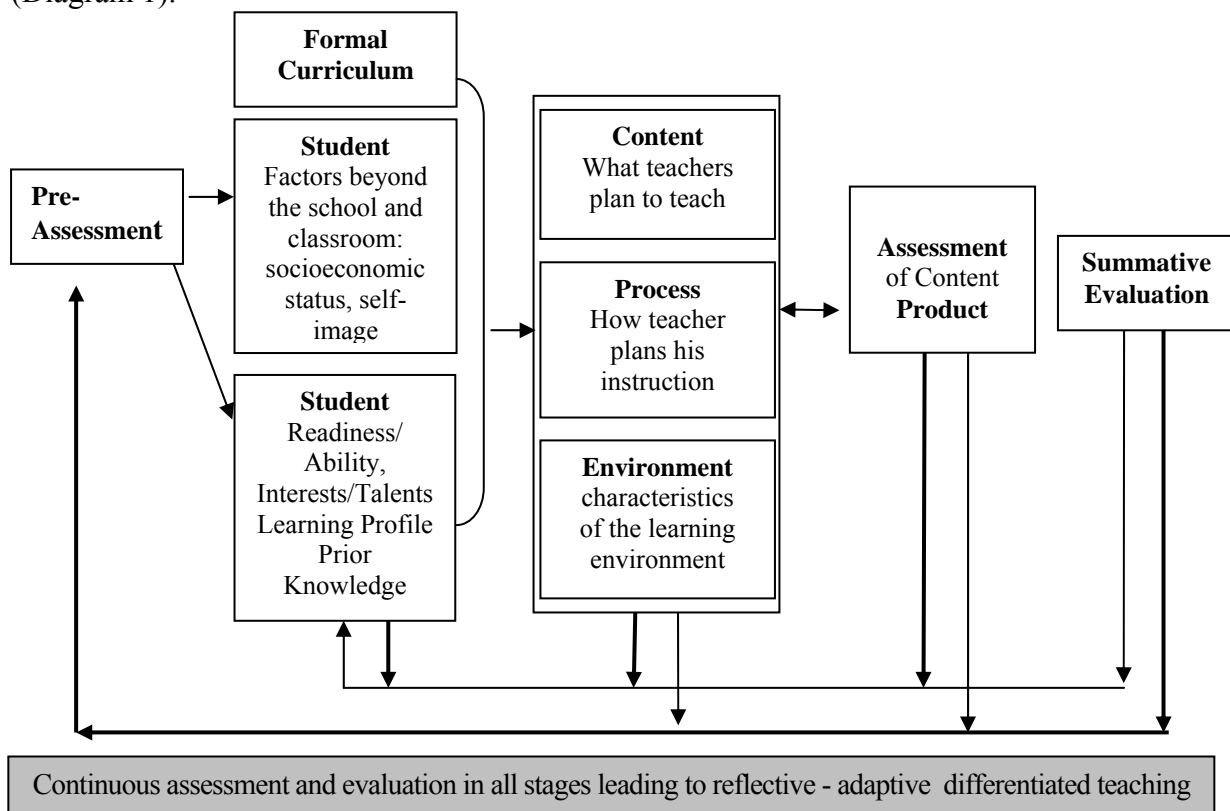 (Diagram 1).
Formal
Curriculum
Student
Factors beyond
the school and
classroom:
socioeconomic
status, self-
image
Pre-
Assessment
Student
Readiness/
Ability,
Interests/Talents
Learning Profile
Prior
Knowledge
Content
What teachers
plan to teach
Process
How teacher
plans his
instruction
Environment
characteristics
of the learning
environment
Assessment
of Content
Product
Summative
Evaluation
Continuous assessment and evaluation in all stages leading to reflective - adaptive differentiated teaching